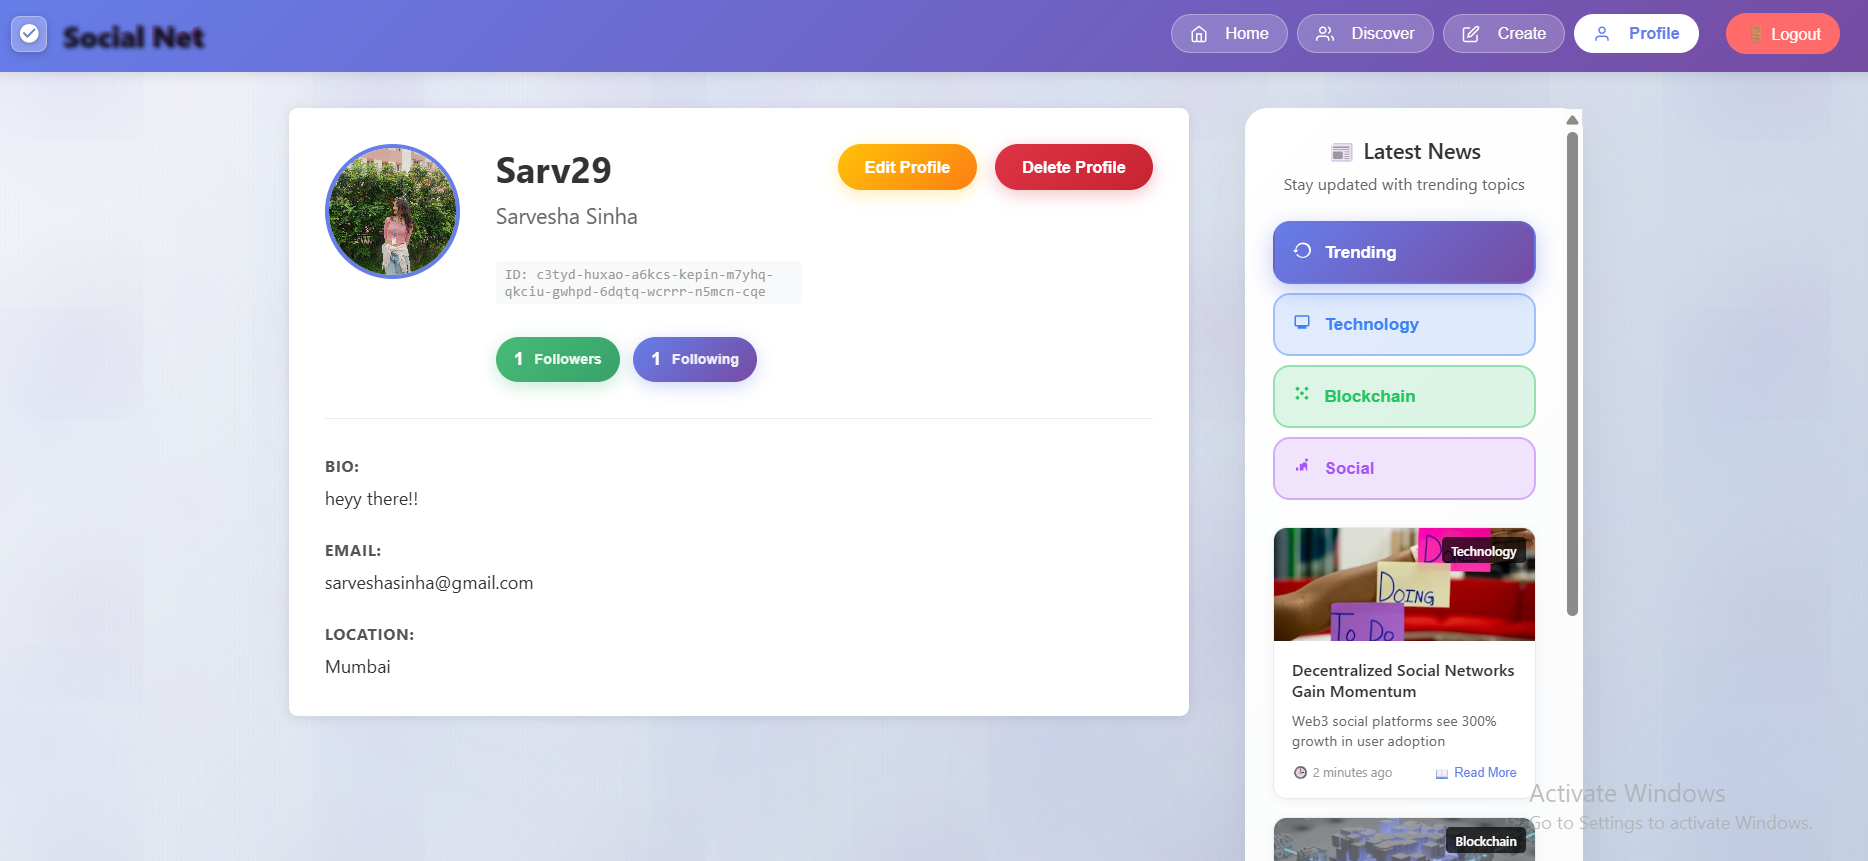 Social Net
Home
Discover
Create
Profile
Logout
Sarv29
Sarvesha Sinha
Edit Profile
Delete Profile
ID: c3tyd-huxao-a6kcs-kepin-m7yhq-
qkciu-gwhpd-6dqtq-wcrrr-n5mcn-cqe
1 Followers
1 Following
BIO:
heyy there!!
EMAIL:
sarveshasinha@gmail.com
LOCATION:
Mumbai
Latest News
Stay updated with trending topics
Trending
Technology
Blockchain
Social
Technology
DOING
To Do
Decentralized Social Networks
Gain Momentum
Web3 social platforms see 300%
growth in user adoption
2 minutes ago
Read More
Blockchain
Activate Windows
Go to Settings to activate Windows.